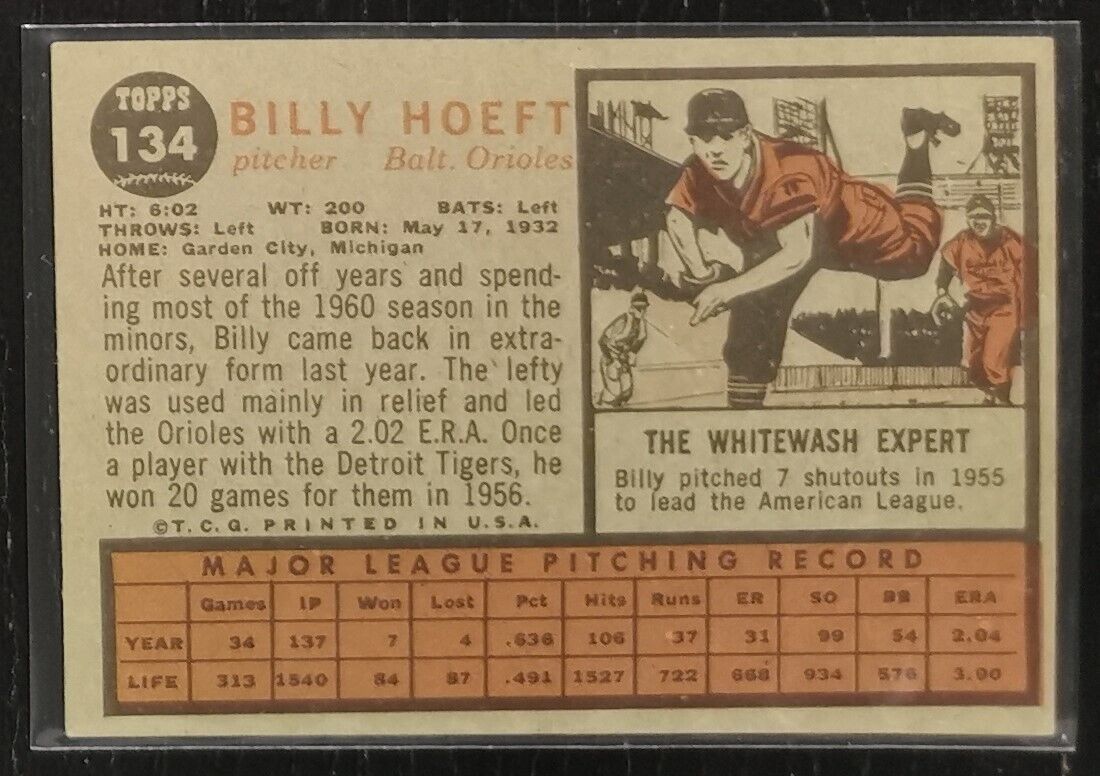 TOPPS
134
BILLY HOEFT
pitcher Balt. Orioles
HT: 6:02 WT: 200 BATS: Left
THROWS: Left BORN: May 17, 1932
HOME: Garden City, Michigan
After several off years and spend-
ing most of the 1960 season in the
minors, Billy came back in extra-
ordinary form last year. The lefty
was used mainly in relief and led
the Orioles with a 2.02 E.R.A. Once
a player with the Detroit Tigers, he
won 20 games for them in 1956.
©T.C.G. PRINTED IN U.S.A.
THE WHITEWASH EXPERT
Billy pitched 7 shutouts in 1955
to lead the American League.
MAJOR LEAGUE PITCHING RECORD
Games IP Won Lost Pct Hits Runs ER SO BB ERA
YEAR 34 137 7 4 .636 106 37 31 99 54 2.04
LIFE 313 1540 84 87 .491 1527 722 668 934 576 3.90